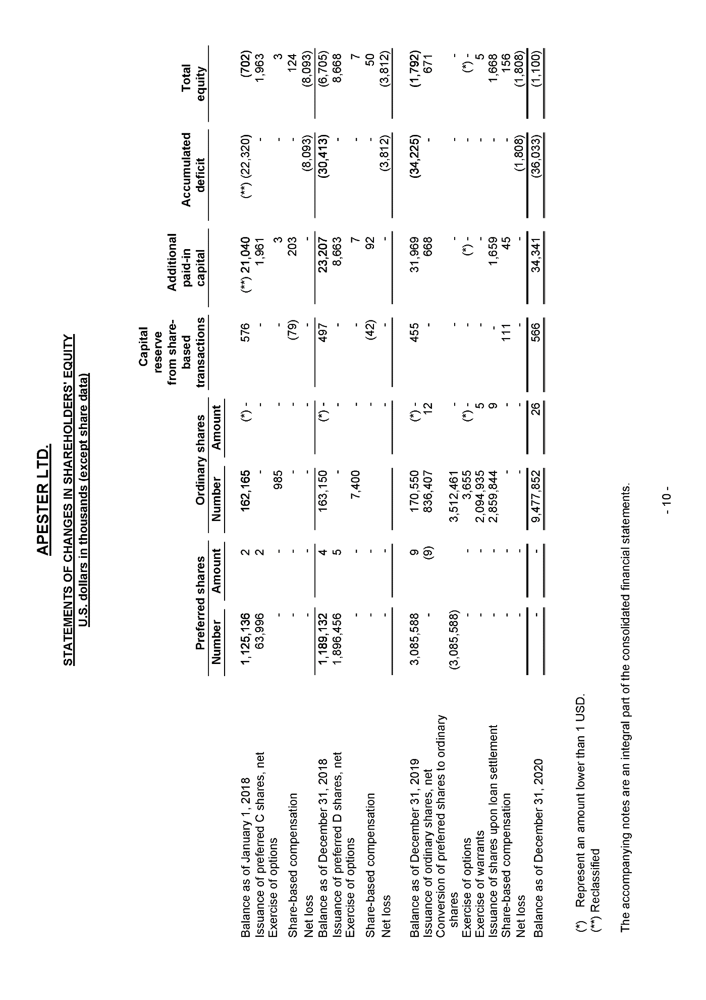 APESTER LTD.
STATEMENTS OF CHANGES IN SHAREHOLDERS' EQUITY
U.S. dollars in thousands (except share data)
Preferred shares Ordinary shares Capital reserve from share-based transactions Additional paid-in capital Accumulated deficit Total equity
Number Amount Number Amount
Balance as of January 1, 2018 1,125,136 2 162,165 (*) - 576 (**) 21,040 (**) (22,320) (702)
Issuance of preferred C shares, net 63,996 2 - - - 1,961 - 1,963
Exercise of options - - 985 - - 3 - 3
Share-based compensation - - - - (79) 203 - 124
Net loss - - - - - - (8,093) (8,093)
Balance as of December 31, 2018 1,189,132 4 163,150 (*) - 497 23,207 (30,413) (6,705)
Issuance of preferred D shares, net 1,896,456 5 - - - 8,663 - 8,668
Exercise of options - - 7,400 - - 7 - 7
Share-based compensation - - - (42) 92 - 50
Net loss - - - - - (3,812) (3,812)
Balance as of December 31, 2019 3,085,588 9 170,550 (*) - 455 31,969 (34,225) (1,792)
Issuance of ordinary shares, net - (9) 836,407 12 - 668 - 671
Conversion of preferred shares to ordinary
shares (3,085,588) 3,512,461 - - - - -
Exercise of options - - 3,655 (*) - - (*) - - (*) -
Exercise of warrants - - 2,094,935 5 - - - 5
Issuance of shares upon loan settlement - - 2,859,844 9 - 1,659 - 1,668
Share-based compensation - - - - 111 45 - 156
Net loss - - - - - - (1,808) (1,808)
Balance as of December 31, 2020 - - 9,477,852 26 566 34,341 (36,033) (1,100)
(*) Represent an amount lower than 1 USD.
(**) Reclassified
The accompanying notes are an integral part of the consolidated financial statements.
- 10 -